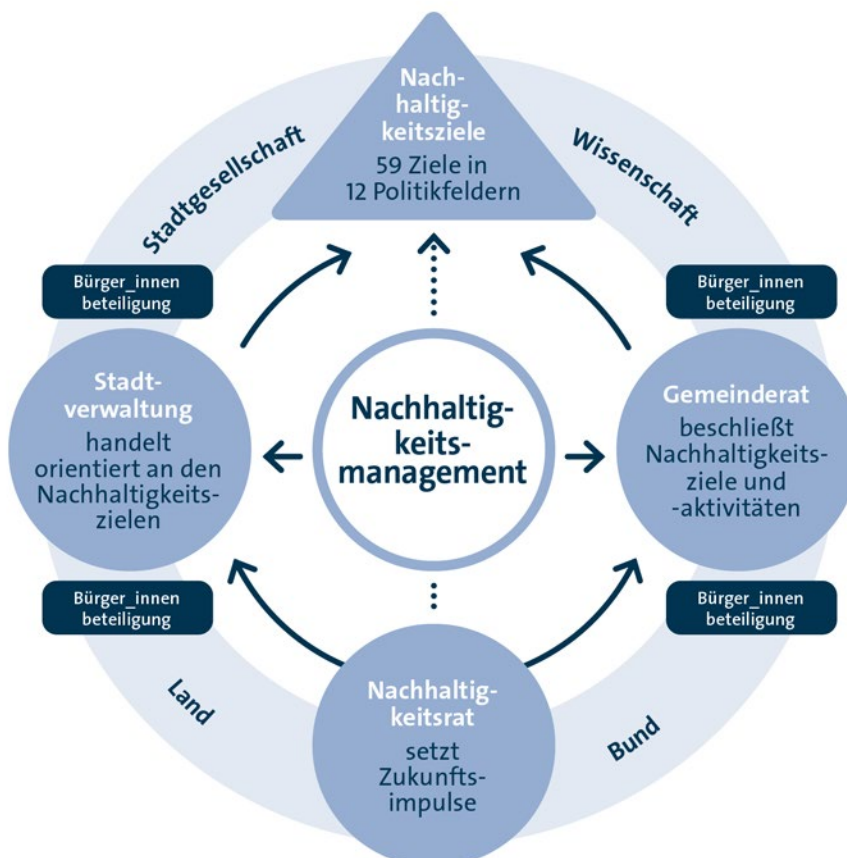 Nach-
haltig-
keitsziele
59 Ziele in
12 Politikfeldern
Stadtgesellschaft
Wissenschaft
Bürger_innen
beteiligung
Bürger_innen
beteiligung
Stadt-
verwaltung
handelt
orientiert an den
Nachhaltigkeits-
zielen
Nachhaltig-
keits-
management
Gemeinderat
beschließt
Nachhaltigkeits-
ziele und
-aktivitäten
Bürger_innen
beteiligung
Bürger_innen
beteiligung
Land
Nachhaltig-
keitsrat
setzt
Zukunfts-
impulse
Bund